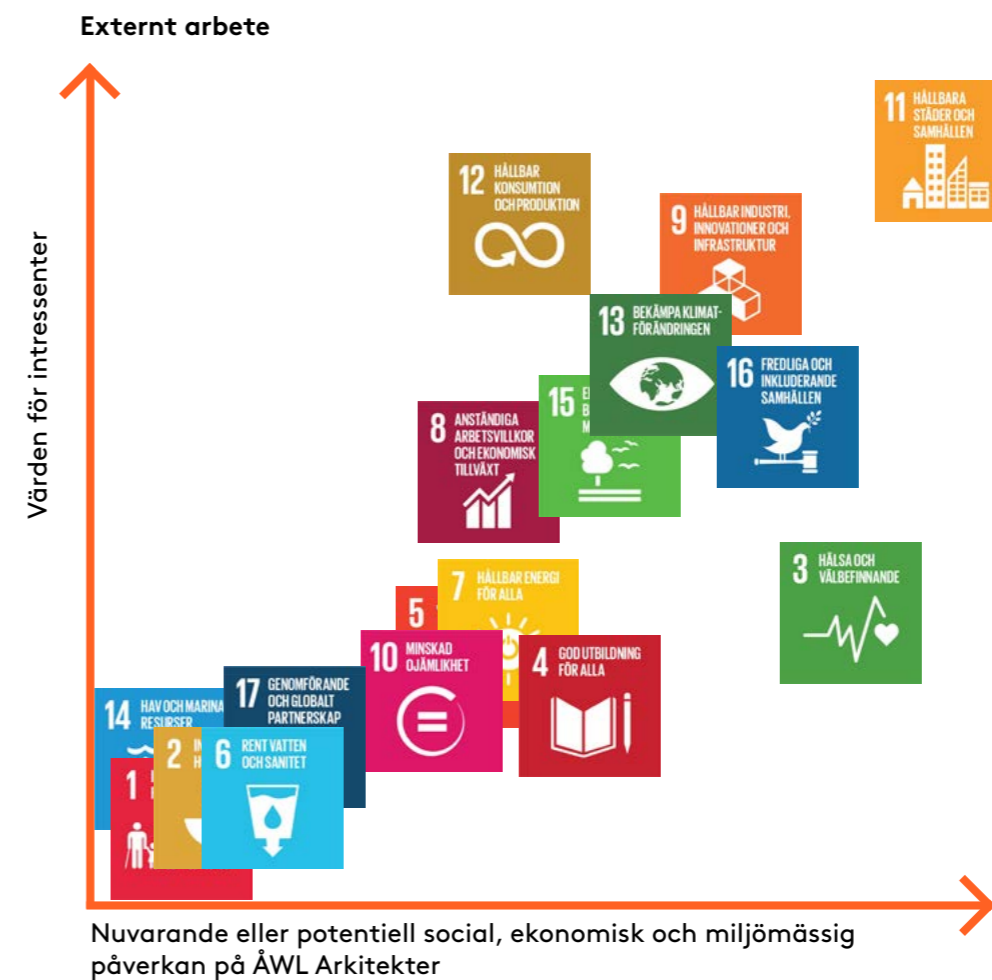 Externt arbete
Värden för intressenter
11 HÅLLBARA
STÄDER OCH
SAMHÄLLEN
12 HÅLLBAR
KONSUMTION
OCH PRODUKTION
9 HÅLLBAR INDUSTRI,
INNOVATIONER OCH
INFRASTRUKTUR
13 BEKÄMPA KLIMAT-
FÖRÄNDRINGEN
16 FREDLIGA OCH
INKLUDERANDE
SAMHÄLLEN
15
8 ANSTÄNDIGA
ARBETSVILLKOR
OCH EKONOMISK
TILLVÄXT
3 HÄLSA OCH
VÄLBEFINNANDE
7 HÅLLBAR ENERGI
FÖR ALLA
5
10 MINSKAD
OJÄMLIKHET
4 GOD UTBILDNING
FÖR ALLA
17 GENOMFÖRANDE
OCH GLOBALT
PARTNERSKAP
14 HAV OCH MARINA
RESURSER
2
6 RENT VATTEN
OCH SANITET
1
Nuvarande eller potentiell social, ekonomisk och miljömässig
påverkan på ÅWL Arkitekter